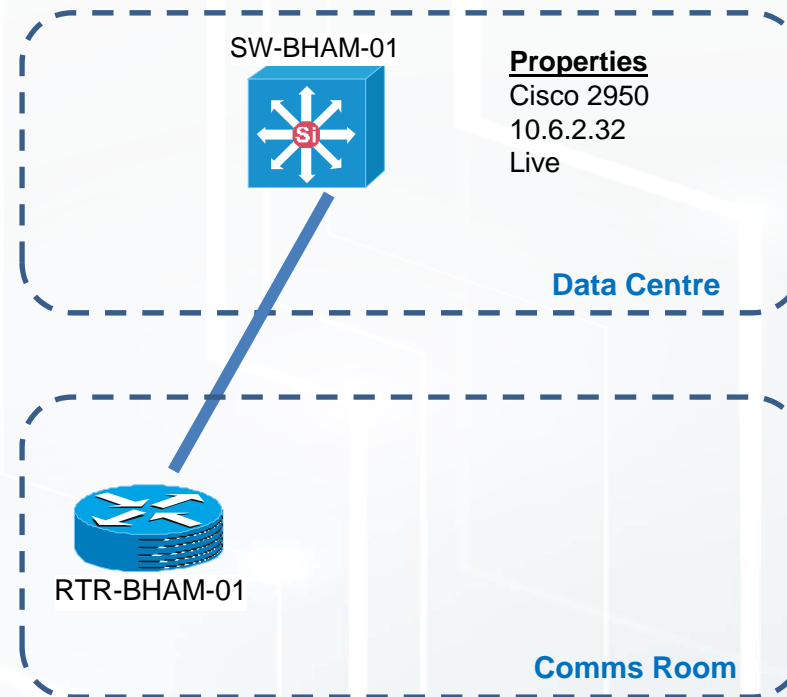 SW-BHAM-01
Si
Properties
Cisco 2950
10.6.2.32
Live
Data Centre
RTR-BHAM-01
Comms Room